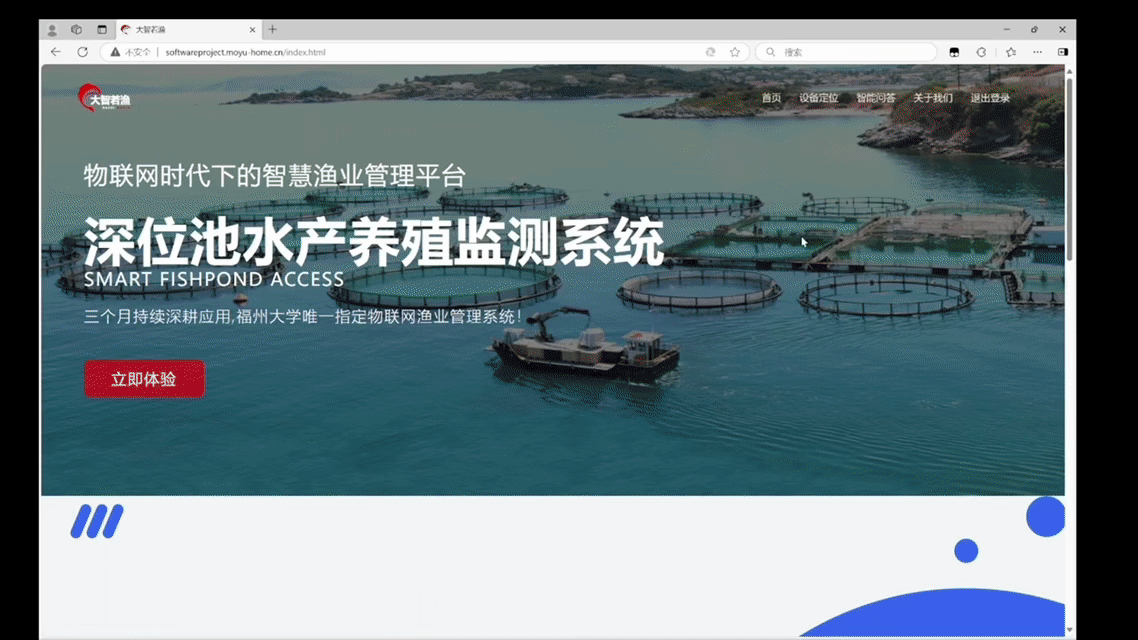 大智若渔
不安全
softwareproject.moyu-home.cn/index.html
搜索
大智若渔
首页 设备定位 智能问答 关于我们 退出登录
物联网时代下的智慧渔业管理平台
深位池水产养殖监测系统
SMART FISHPOND ACCESS
三个月持续深耕应用,福州大学唯一指定物联网渔业管理系统!
立即体验